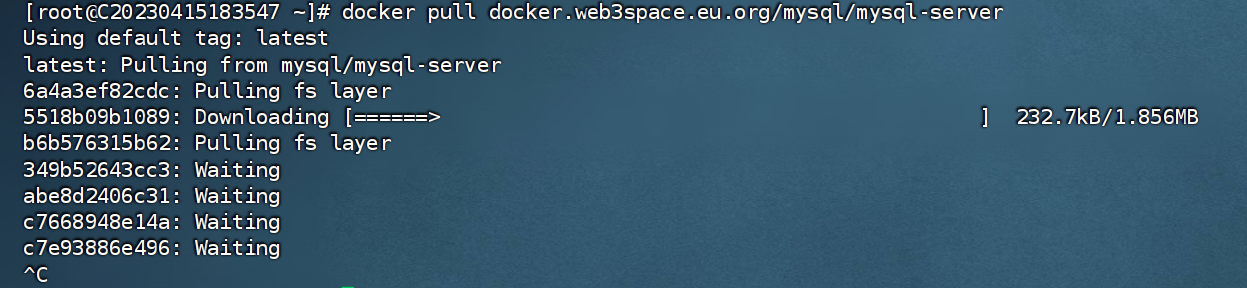 [root@C20230415183547 ~]# docker pull docker.web3space.eu.org/mysql/mysql-server
Using default tag: latest
latest: Pulling from mysql/mysql-server
6a4a3ef82cdc: Pulling fs layer
5518b09b1089: Downloading [======>                                                  ]  232.7kB/1.856MB
b6b576315b62: Pulling fs layer
349b52643cc3: Waiting
abe8d2406c31: Waiting
c7668948e14a: Waiting
c7e93886e496: Waiting
^C